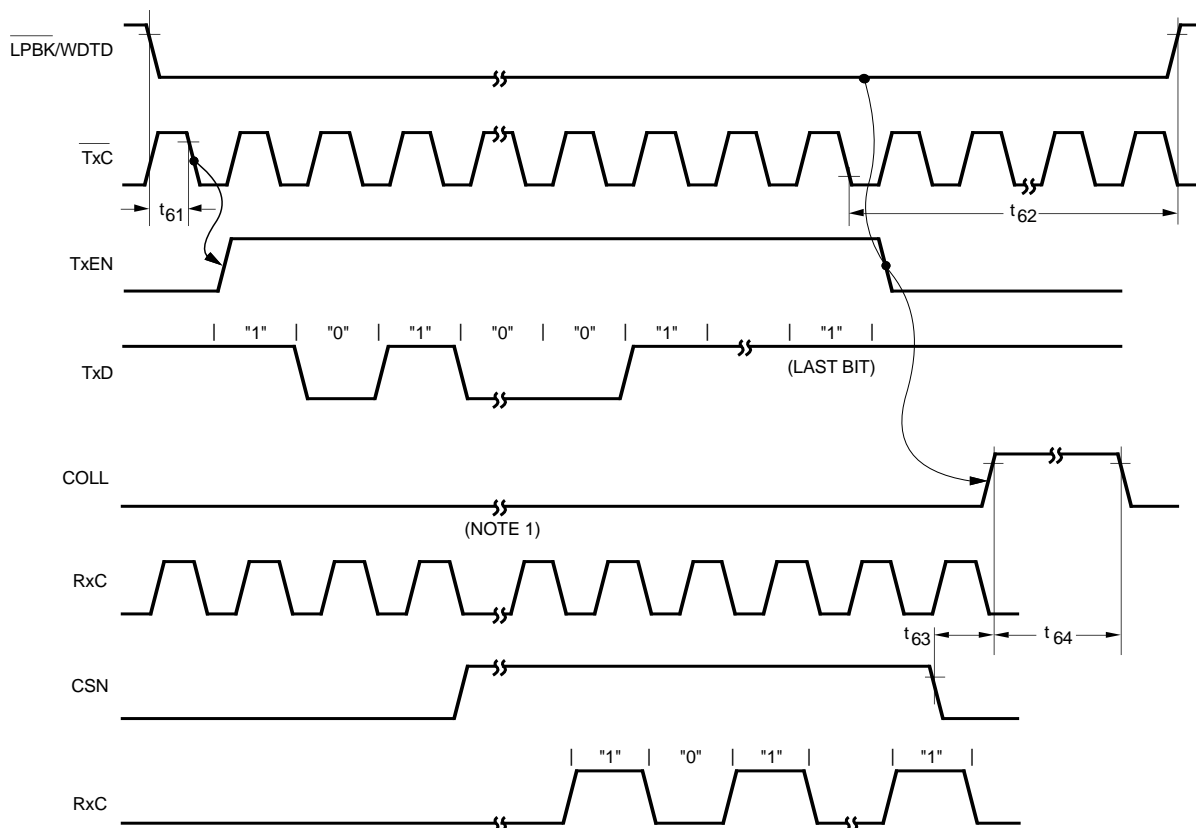 LPBK/WDTD
TxC
t61
t62
TxEN
| "1" | "0" | "1" | "0" | "0" | "1" | | "1" |
TxD
(LAST BIT)
COLL
(NOTE 1)
RxC
t63
t64
CSN
| "1" | "0" | "1" | | "1" |
RxC